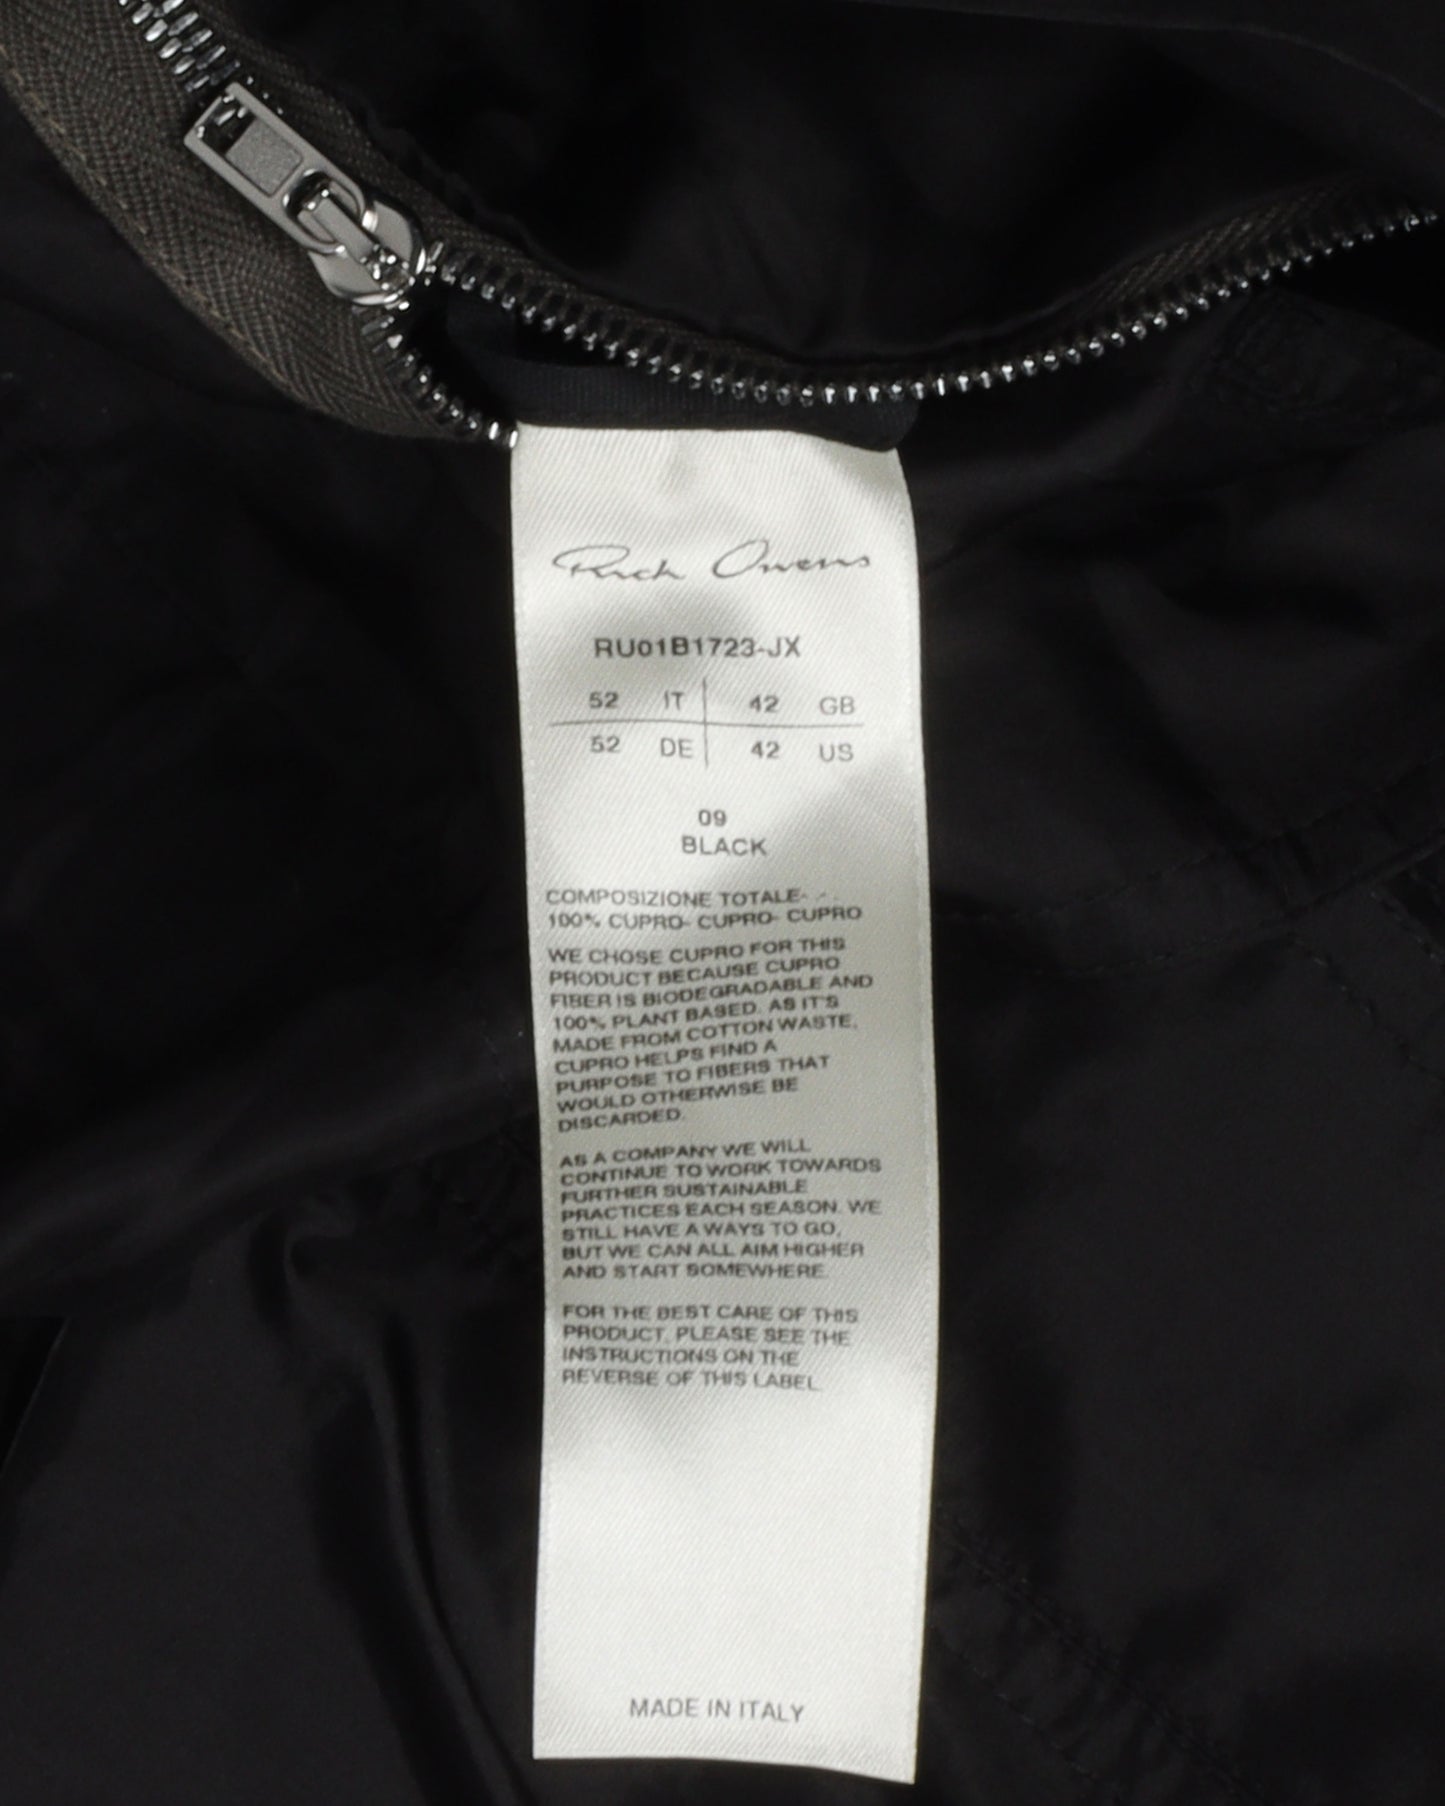 Rick Owens
RU01B1723-JX
52 IT 42 GB
52 DE 42 US
09
BLACK
COMPOSIZIONE TOTALE- - -
100% CUPRO- CUPRO- CUPRO
WE CHOSE CUPRO FOR THIS
PRODUCT BECAUSE CUPRO
FIBER IS BIODEGRADABLE AND
100% PLANT BASED. AS IT'S
MADE FROM COTTON WASTE,
CUPRO HELPS FIND A
PURPOSE TO FIBERS THAT
WOULD OTHERWISE BE
DISCARDED.
AS A COMPANY WE WILL
CONTINUE TO WORK TOWARDS
FURTHER SUSTAINABLE
PRACTICES EACH SEASON. WE
STILL HAVE A WAYS TO GO,
BUT WE CAN ALL AIM HIGHER
AND START SOMEWHERE.
FOR THE BEST CARE OF THIS
PRODUCT, PLEASE SEE THE
INSTRUCTIONS ON THE
REVERSE OF THIS LABEL
MADE IN ITALY